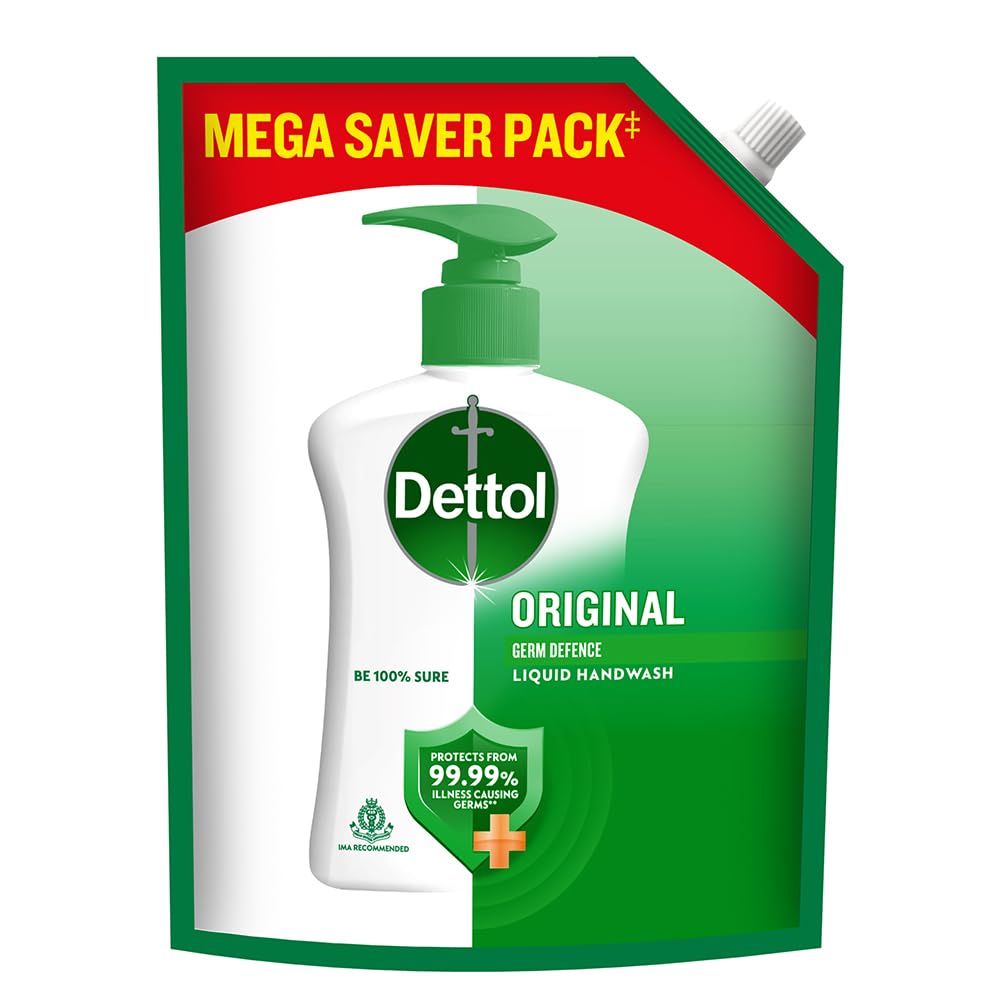 MEGA SAVER PACK‡
Dettol
ORIGINAL
GERM DEFENCE
LIQUID HANDWASH
BE 100% SURE
PROTECTS FROM
99.99%
ILLNESS CAUSING
GERMS**
IMA RECOMMENDED